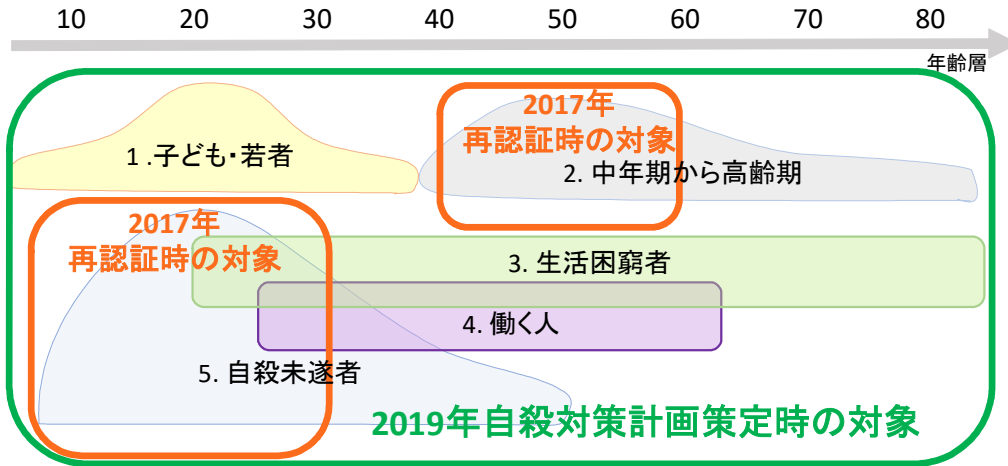 10 20 30 40 50 60 70 80
年齢層
2017年
再認証時の対象
1 .子ども・若者
2. 中年期から高齢期
2017年
再認証時の対象
3. 生活困窮者
4. 働く人
5. 自殺未遂者
2019年自殺対策計画策定時の対象